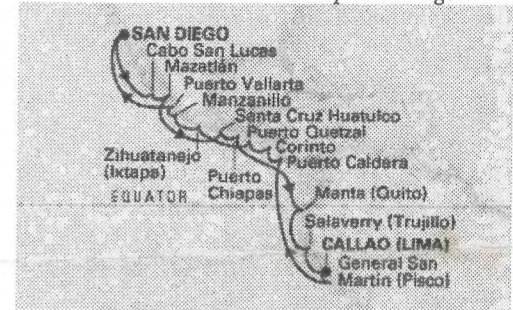 SAN DIEGO
Cabo San Lucas
Mazatlán
Puerto Vallarta
Manzanillo
Santa Cruz Huatulco
Puerto Quetzal
Corinto
Puerto Caldera
Zihuatanejo
(Ixtapa)
Puerto
Chiapas
EQUATOR
Manta (Quito)
Salaverry (Trujillo)
CALLAO (LIMA)
General San
Martin (Pisco)